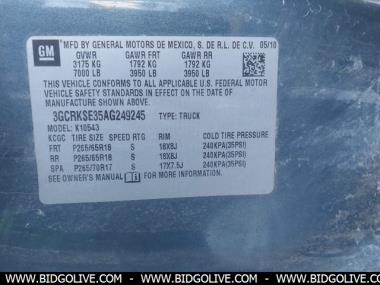 GM
MFD BY GENERAL MOTORS DE MEXICO, S. DE R.L. DE C.V. 05/10
GVWR GAWR FRT GAWR RR
3175 KG 1792 KG 1792 KG
7000 LB 3950 LB 3950 LB
THIS VEHICLE CONFORMS TO ALL APPLICABLE U.S. FEDERAL MOTOR
VEHICLE SAFETY STANDARDS IN EFFECT ON THE DATE OF
MANUFACTURE SHOWN ABOVE.
3GCRKSE35AG249245 TYPE: TRUCK
MODEL: K10543
KCGC TIRE SIZE SPEED RTG RIM COLD TIRE PRESSURE
FRT P265/65R18 S 18X8J 240KPA(35PSI)
RR P265/65R18 S 18X8J 240KPA(35PSI)
SPA P265/70R17 S 17X7.5J 240KPA(35PSI)
SEE OWNERS MANUAL FOR MORE INFORMATION.
WWW.BIDGOLIVE.COM - WWW.BIDGOLIVE.COM - WWW.BIDGOLIVE.COM